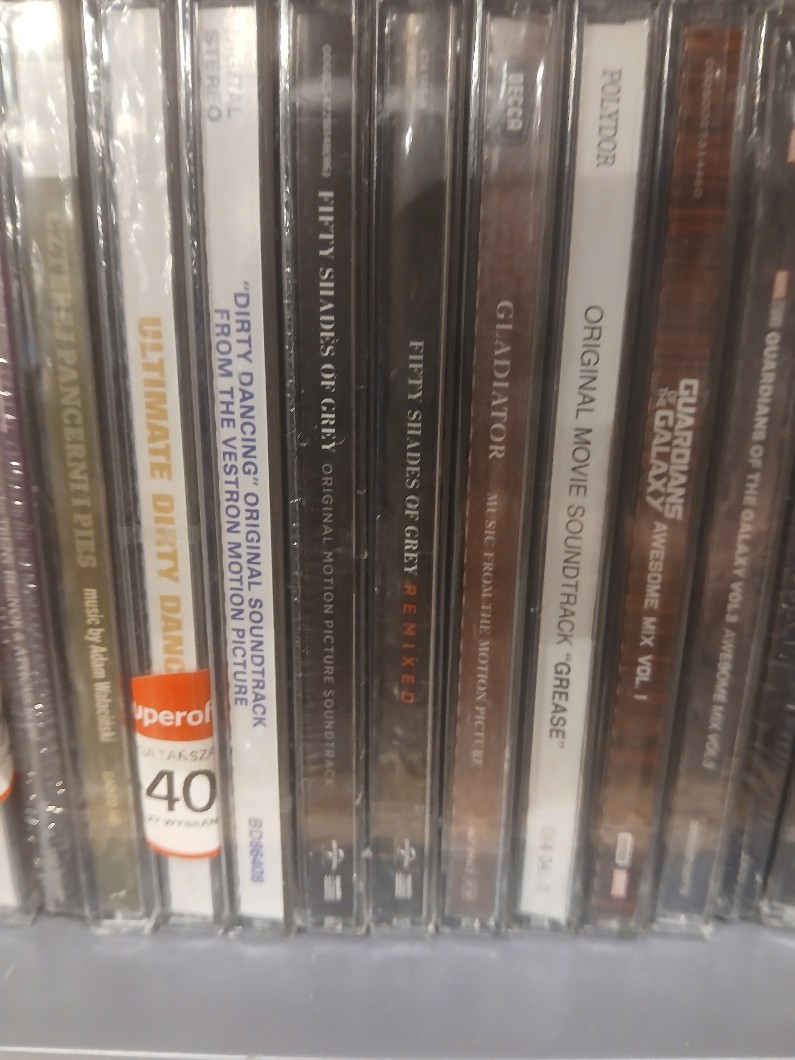 CZTEREJ PANCERNI I PIES music by Adam Walaciński
ULTIMATE DIRTY DANC
uperof
TAŃSZ
40
DIGITAL
STEREO
"DIRTY DANCING" ORIGINAL SOUNDTRACK
FROM THE VESTRON MOTION PICTURE
BD86408
FIFTY SHADES OF GREY ORIGINAL MOTION PICTURE SOUNDTRACK
FIFTY SHADES OF GREY REMIXED
DECCA
GLADIATOR MUSIC FROM THE MOTION PICTURE
POLYDOR
ORIGINAL MOVIE SOUNDTRACK "GREASE"
GUARDIANS
OF THE
GALAXY AWESOME MIX VOL. 1
GUARDIANS OF THE GALAXY VOL.3 AWESOME MIX VOL.3